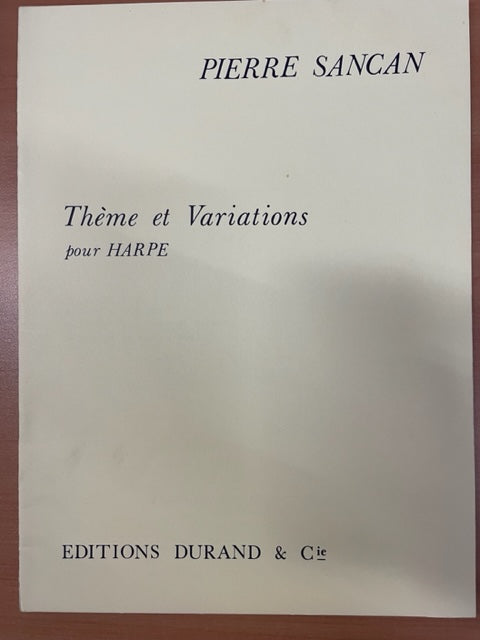 PIERRE SANCAN
Thème et Variations
pour HARPE
EDITIONS DURAND & Cie